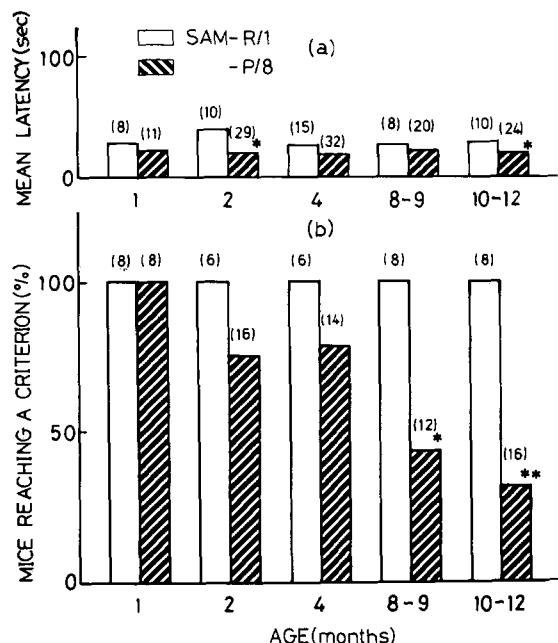 MEAN LATENCY(sec)
100
0
SAM-R/1
-P/8
(a)
(8) (11) (10) (29) * (15) (32) (8) (20) (10) (24) *
1 2 4 8-9 10-12
MICE REACHING A CRITERION(%)
(b)
100
50
0
(8) (8) (6) (16) (6) (14) (8) (12) * (8) (16) **
1 2 4 8-9 10-12
AGE(months)